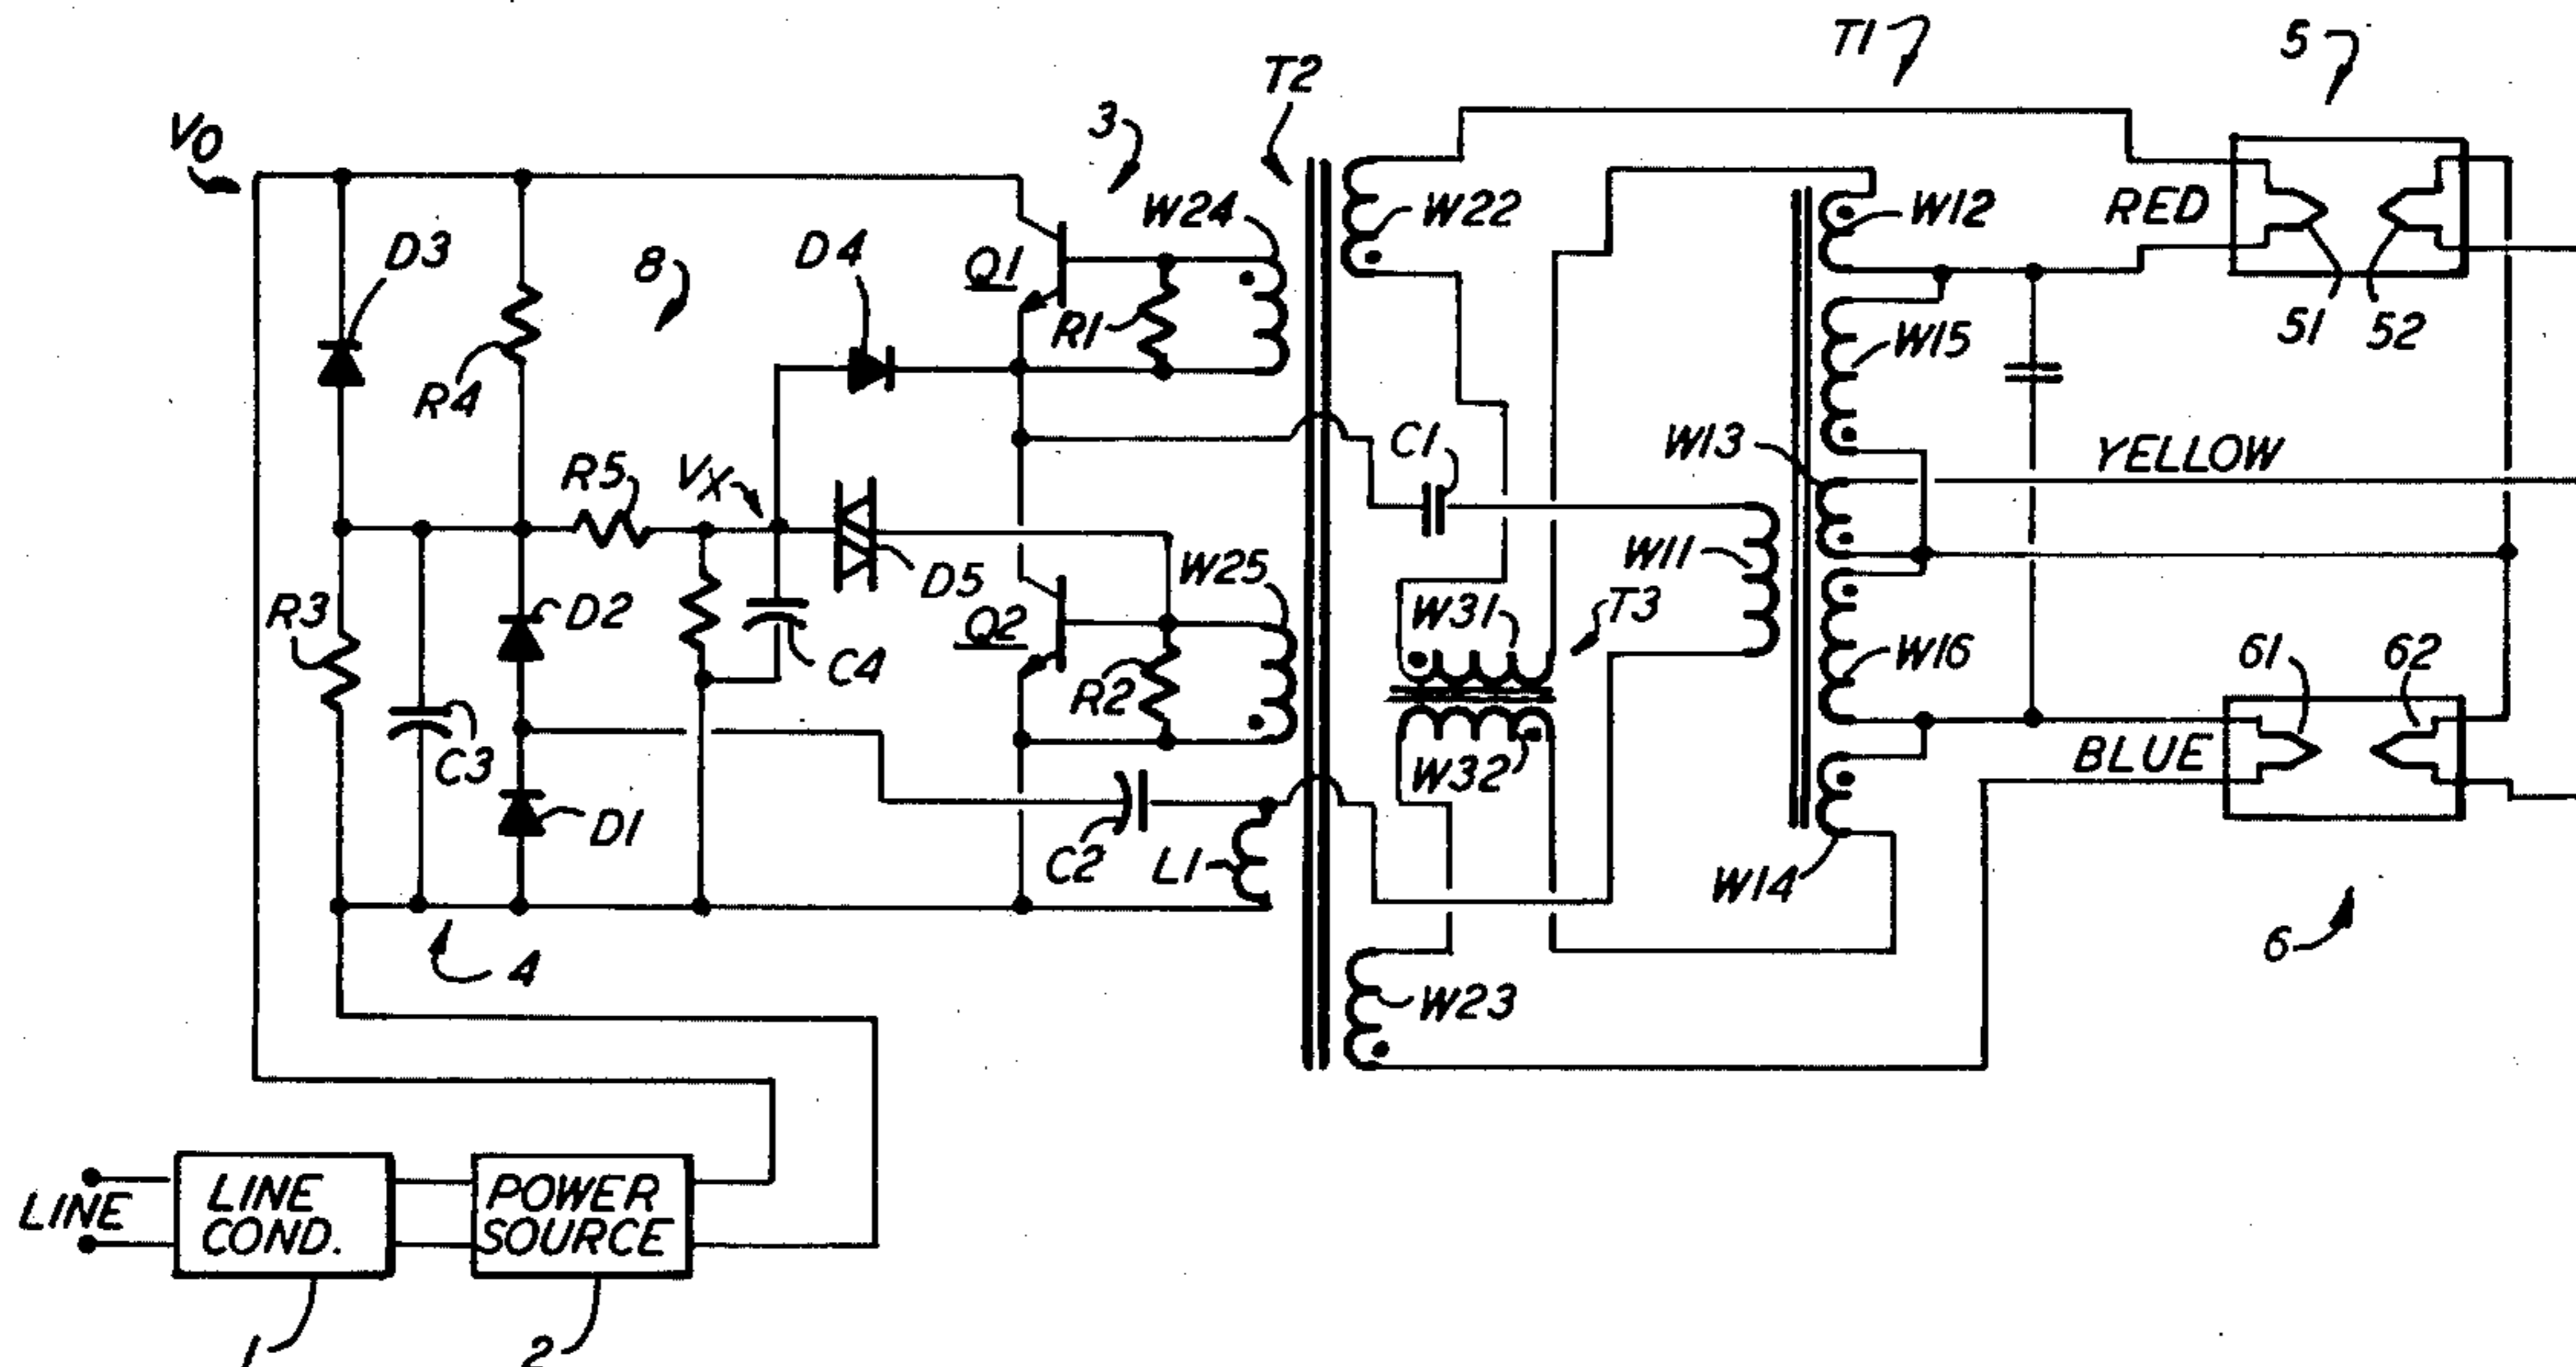 T1
5
T2
VO
3
W24
W22
W12
RED
D3
8
D4
Q1
R1
51
52
W15
R4
C1
W13
YELLOW
R5
VX
W25
W11
D5
R3
D2
Q2
W31
T3
C4
R2
W16
61
62
C3
W32
BLUE
D1
C2
L1
W14
4
6
W23
LINE
LINE
COND.
POWER
SOURCE
1
2